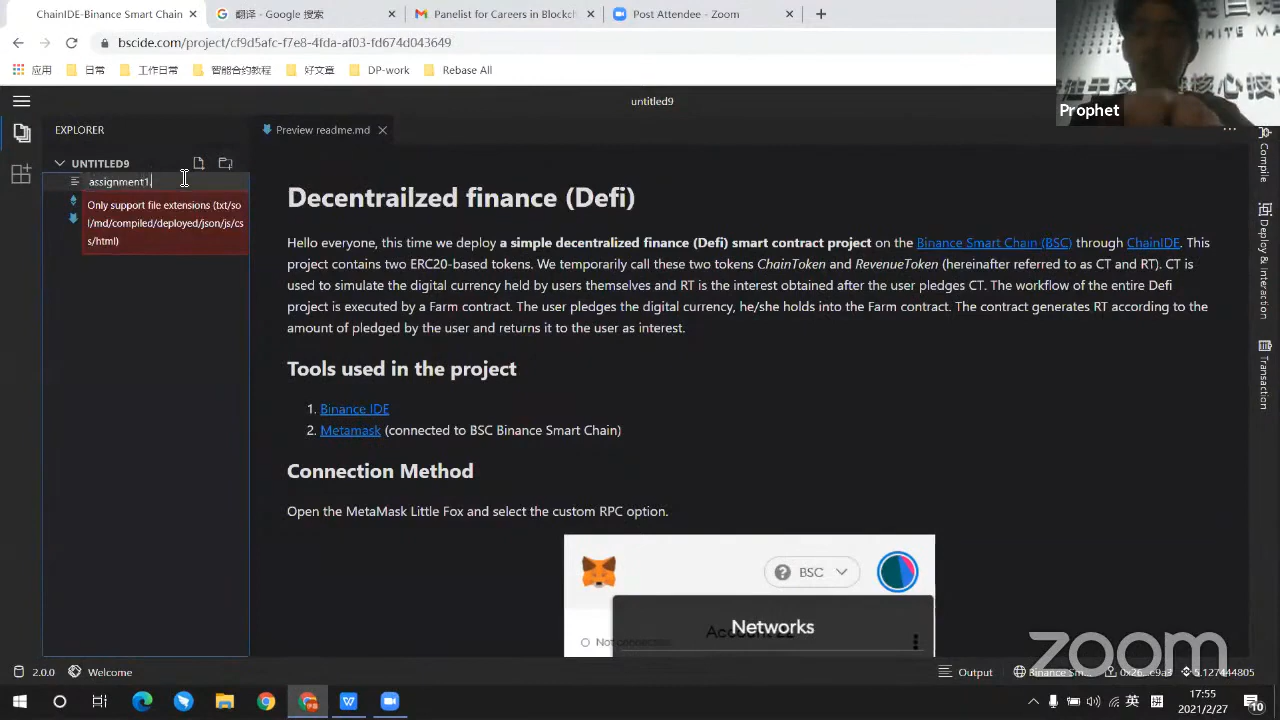 ChainIDE-Binance Smart Chain
翻译 - Google 搜索
Panelist for Careers in Blockch
Post Attendee - Zoom
bscide.com/project/cf9d5afc-f7e8-4fda-af03-fd674d043649
应用
日常
工作日常
智能合约教程
好文章
DP-work
Rebase All
Prophet
untitled9
EXPLORER
Preview readme.md
UNTITLED9
assignment1.
Only support file extensions (txt/so
l/md/compiled/deployed/json/js/cs
s/html)
Decentrailzed finance (Defi)
Hello everyone, this time we deploy a simple decentralized finance (Defi) smart contract project on the Binance Smart Chain (BSC) through ChainIDE. This
project contains two ERC20-based tokens. We temporarily call these two tokens ChainToken and RevenueToken (hereinafter referred to as CT and RT). CT is
used to simulate the digital currency held by users themselves and RT is the interest obtained after the user pledges CT. The workflow of the entire Defi
project is executed by a Farm contract. The user pledges the digital currency, he/she holds into the Farm contract. The contract generates RT according to the
amount of pledged by the user and returns it to the user as interest.
Tools used in the project
1. Binance IDE
2. Metamask (connected to BSC Binance Smart Chain)
Connection Method
Open the MetaMask Little Fox and select the custom RPC option.
BSC
Networks
Compile
Deploy & Interaction
Transaction
zoom
2.0.0
Welcome
Output
Binance Sm...
0x26...c9a3
5.127444805
英
拼
17:55
2021/2/27
10